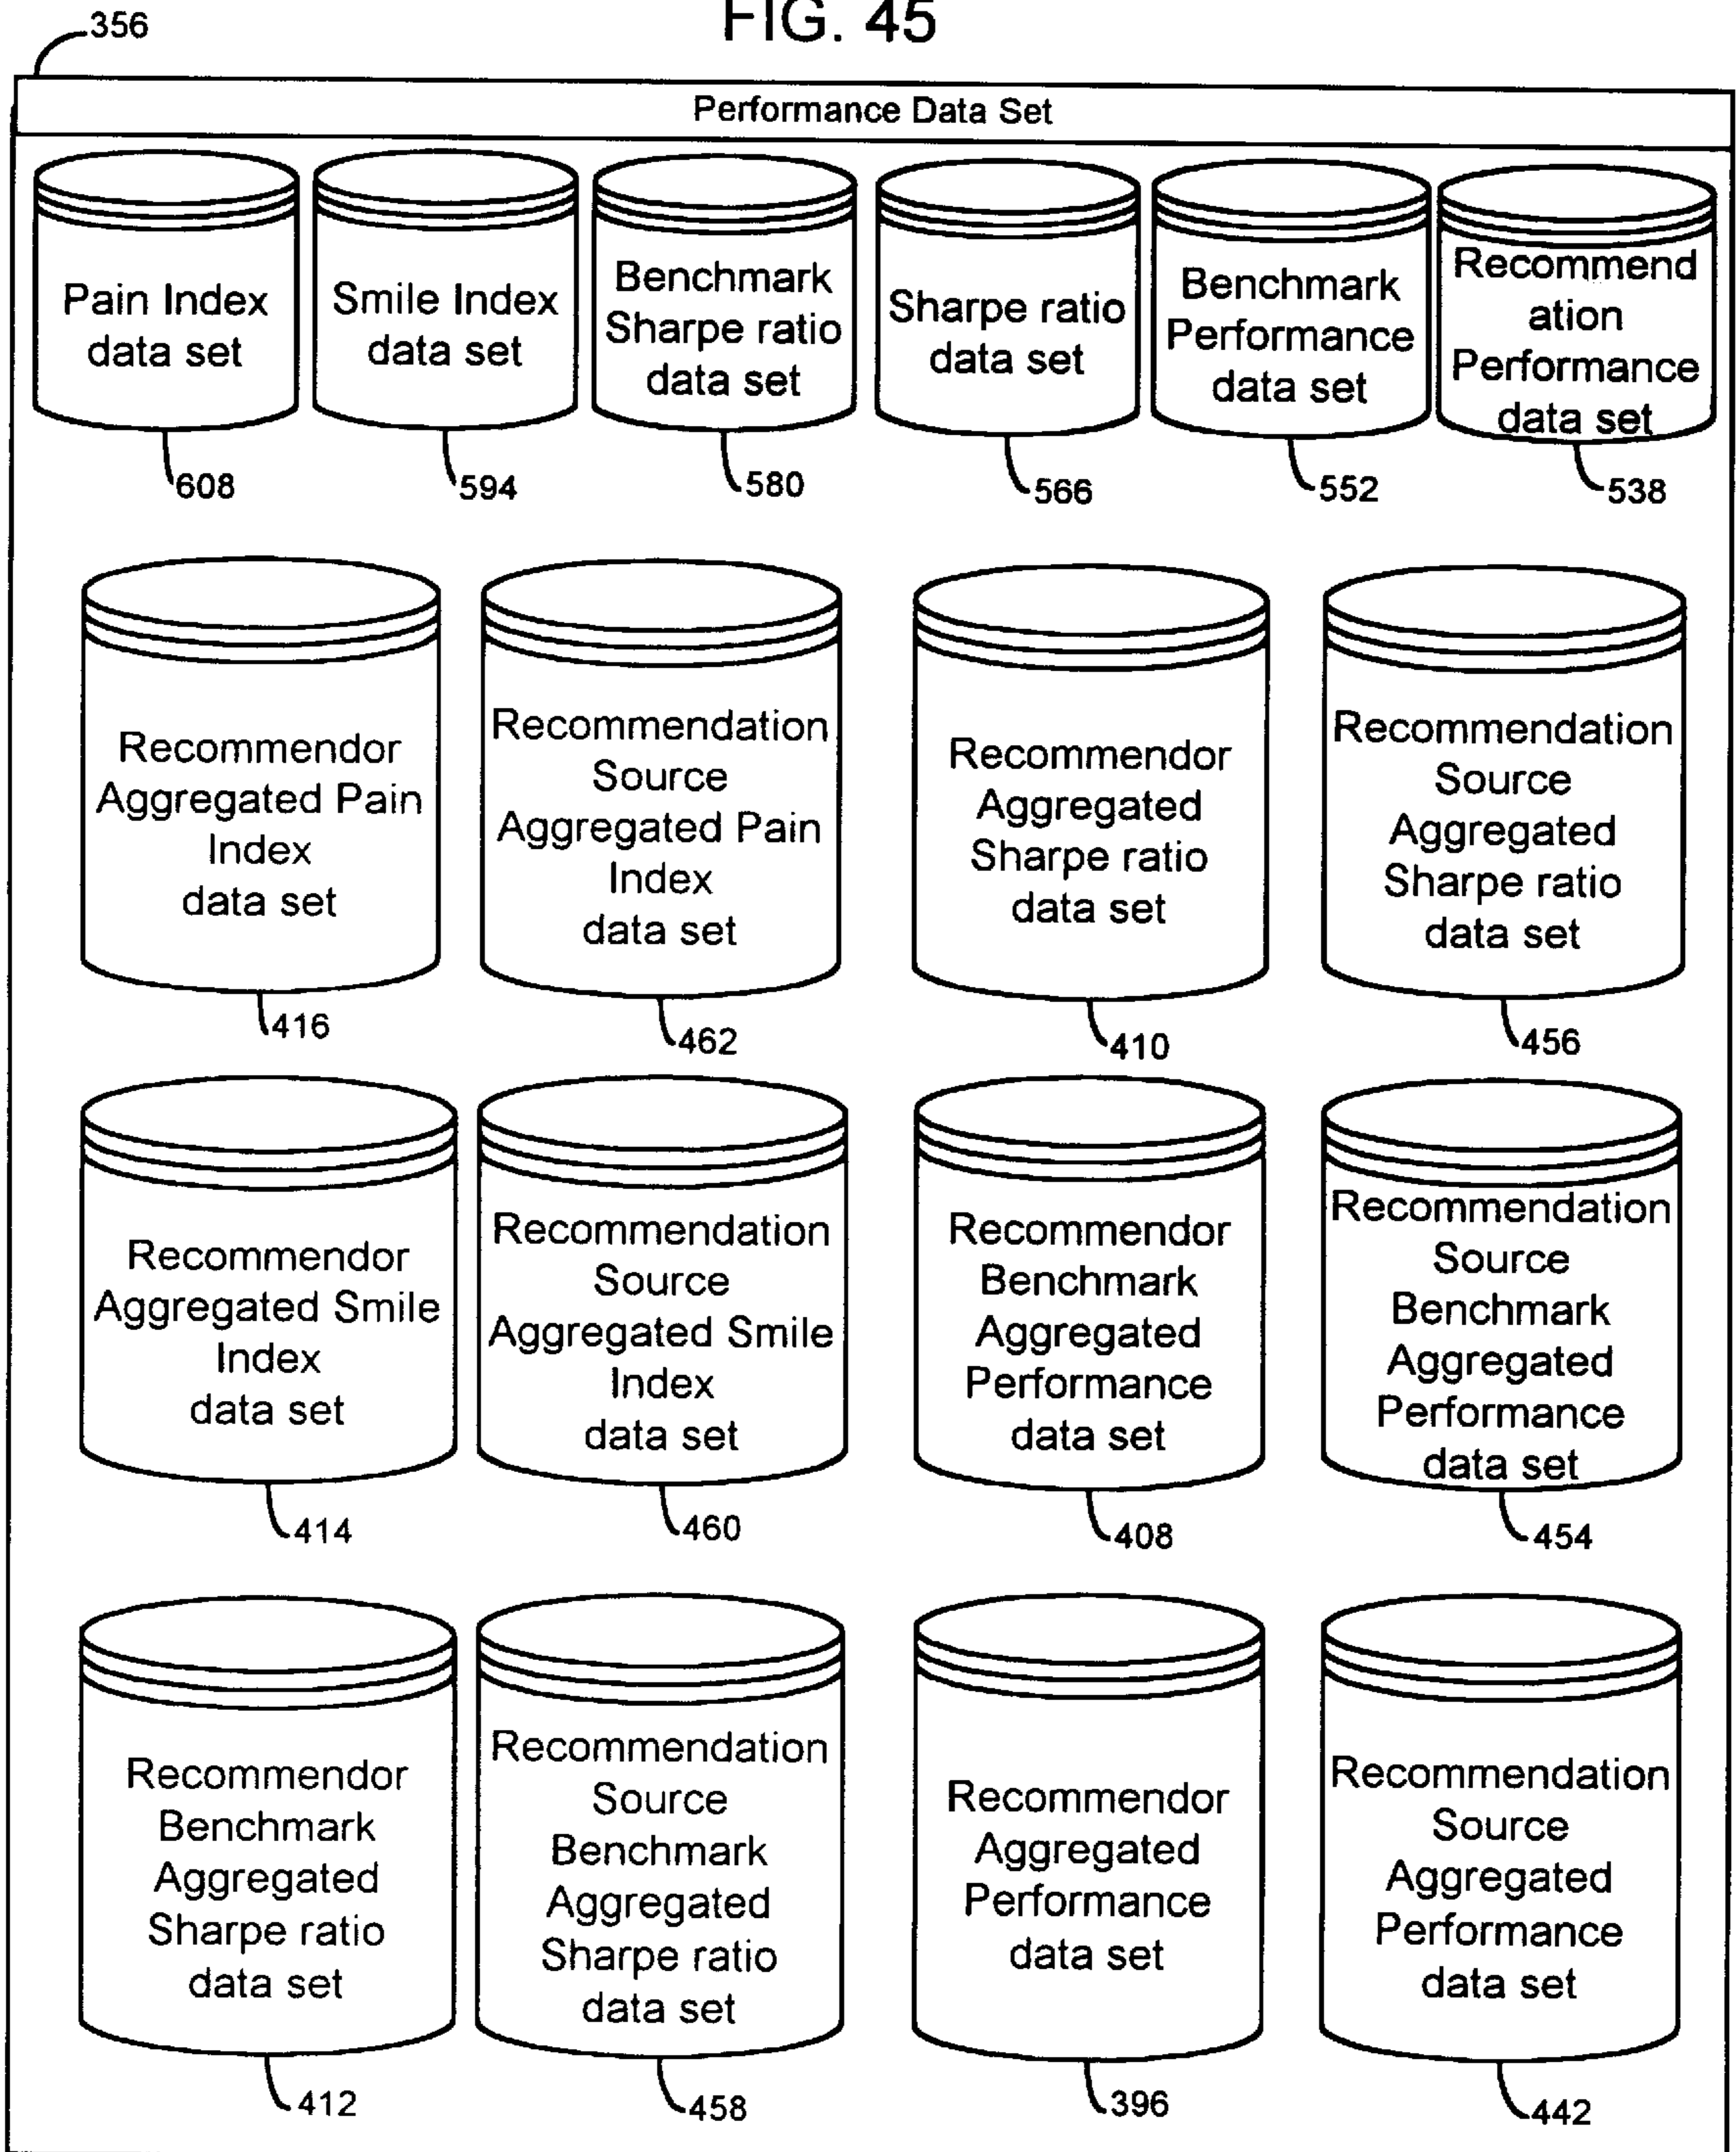 FIG. 45
356
Performance Data Set
Pain Index
data set
608
Smile Index
data set
594
Benchmark
Sharpe ratio
data set
580
Sharpe ratio
data set
566
Benchmark
Performance
data set
552
Recommend
ation
Performance
data set
538
Recommendor
Aggregated Pain
Index
data set
416
Recommendation
Source
Aggregated Pain
Index
data set
462
Recommendor
Aggregated
Sharpe ratio
data set
410
Recommendation
Source
Aggregated
Sharpe ratio
data set
456
Recommendor
Aggregated Smile
Index
data set
414
Recommendation
Source
Aggregated Smile
Index
data set
460
Recommendor
Benchmark
Aggregated
Performance
data set
408
Recommendation
Source
Benchmark
Aggregated
Performance
data set
454
Recommendor
Benchmark
Aggregated
Sharpe ratio
data set
412
Recommendation
Source
Benchmark
Aggregated
Sharpe ratio
data set
458
Recommendor
Aggregated
Performance
data set
396
Recommendation
Source
Aggregated
Performance
data set
442